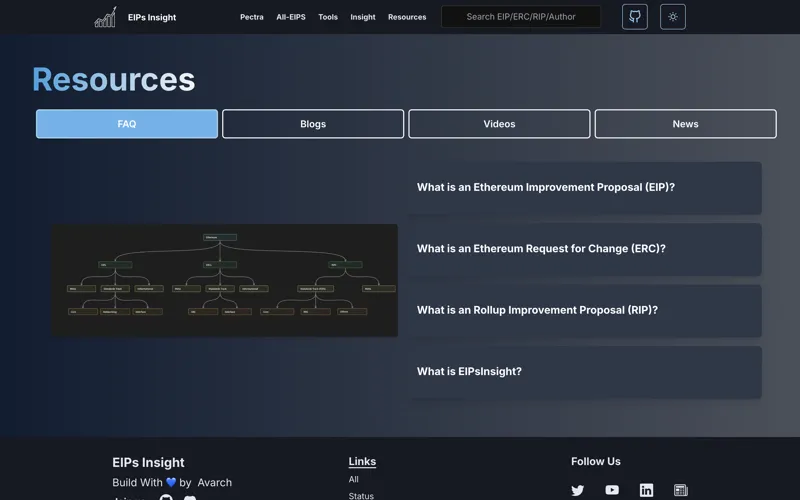 EIPs Insight
Pectra All-EIPS Tools Insight Resources
Search EIP/ERC/RIP/Author
Resources
FAQ Blogs Videos News
What is an Ethereum Improvement Proposal (EIP)?
What is an Ethereum Request for Change (ERC)?
What is an Rollup Improvement Proposal (RIP)?
What is EIPsInsight?
EIPs Insight
Build With 💙 by Avarch
Links
All
Status
Follow Us